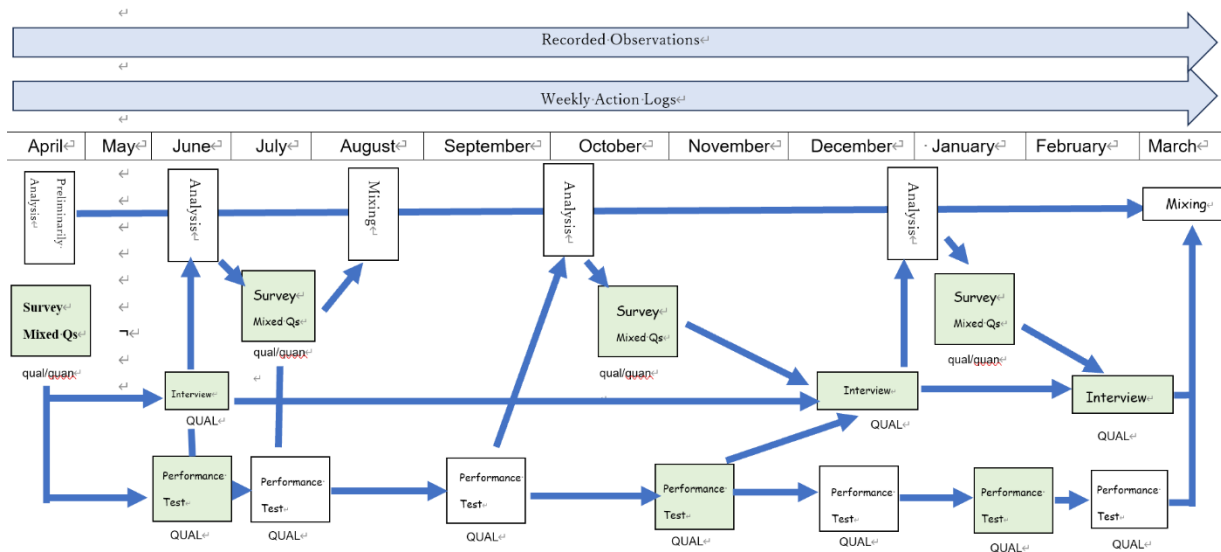 Recorded Observations
Weekly Action Logs
April May June July August September October November December January February March
Preliminarily
Analysis
Analysis
Mixing
Analysis
Analysis
Mixing
Survey
Mixed Qs
qual/quan
Survey
Mixed Qs
qual/quan
Survey
Mixed Qs
qual/quan
Survey
Mixed Qs
qual/quan
Interview
QUAL
Interview
QUAL
Interview
QUAL
Performance
Test
QUAL
Performance
Test
QUAL
Performance
Test
QUAL
Performance
Test
QUAL
Performance
Test
QUAL
Performance
Test
QUAL
Performance
Test
QUAL